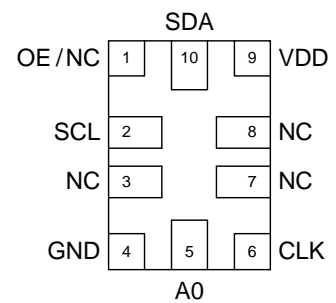 SDA
OE/NC 1 10 9 VDD
SCL 2 8 NC
NC 3 7 NC
GND 4 5 6 CLK
A0